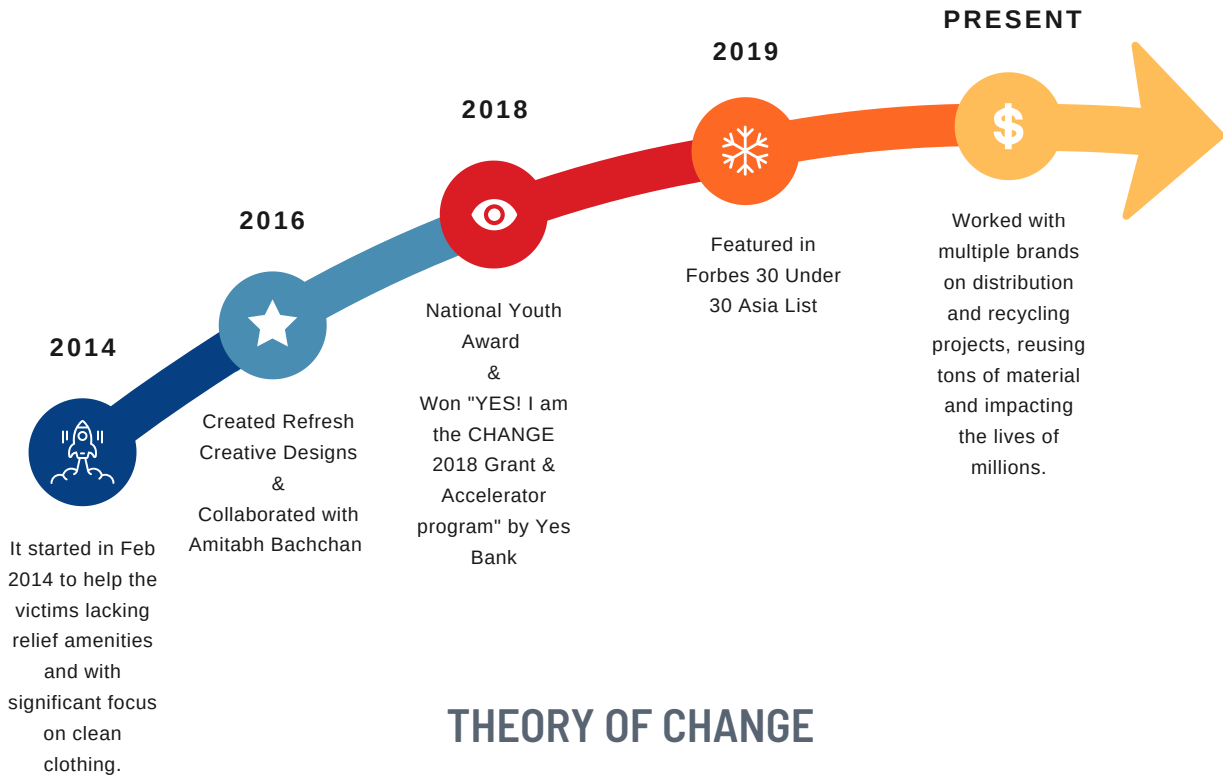 2014
It started in Feb
2014 to help the
victims lacking
relief amenities
and with
significant focus
on clean
clothing.
2016
Created Refresh
Creative Designs
&
Collaborated with
Amitabh Bachchan
2018
National Youth
Award
&
Won "YES! I am
the CHANGE
2018 Grant &
Accelerator
program" by Yes
Bank
2019
Featured in
Forbes 30 Under
30 Asia List
PRESENT
$
Worked with
multiple brands
on distribution
and recycling
projects, reusing
tons of material
and impacting
the lives of
millions.
THEORY OF CHANGE